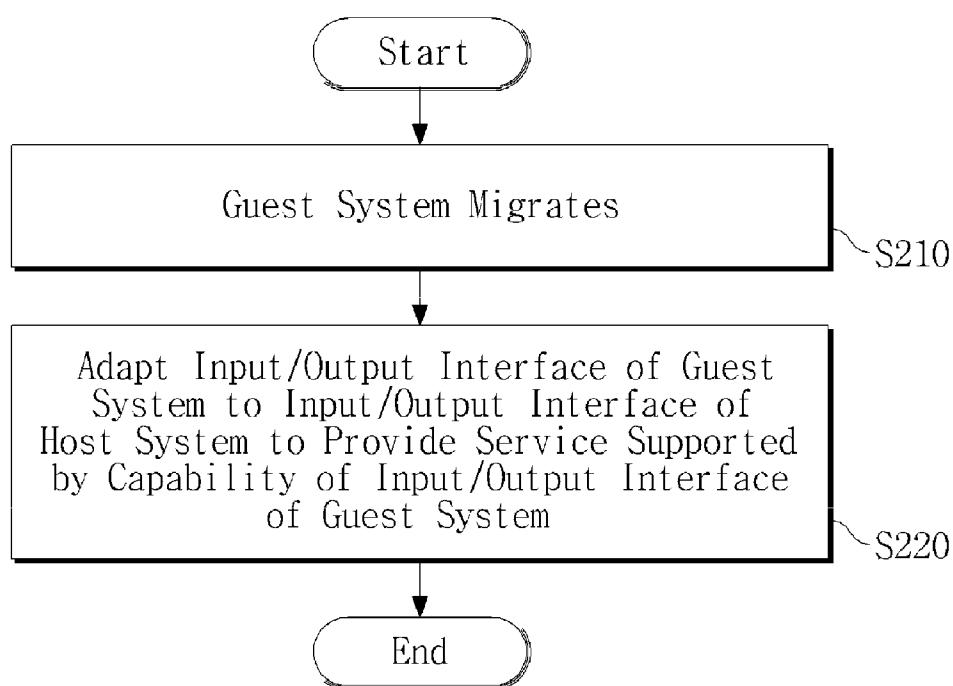 Start
Guest System Migrates
S210
Adapt Input/Output Interface of Guest
System to Input/Output Interface of
Host System to Provide Service Supported
by Capability of Input/Output Interface
of Guest System
S220
End